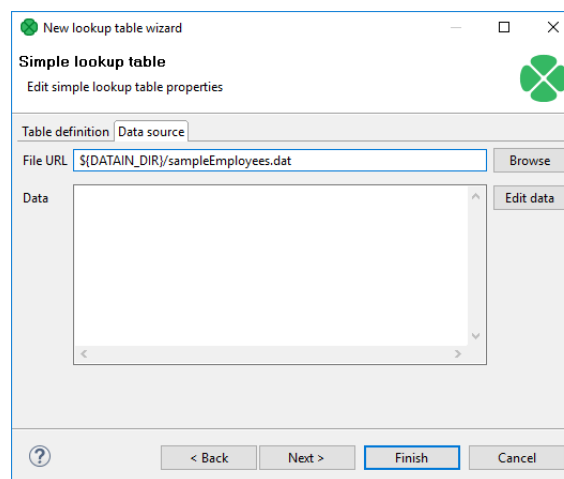 New lookup table wizard
Simple lookup table
Edit simple lookup table properties
Table definition Data source
File URL ${DATAIN_DIR}/sampleEmployees.dat Browse
Data Edit data
? < Back Next > Finish Cancel